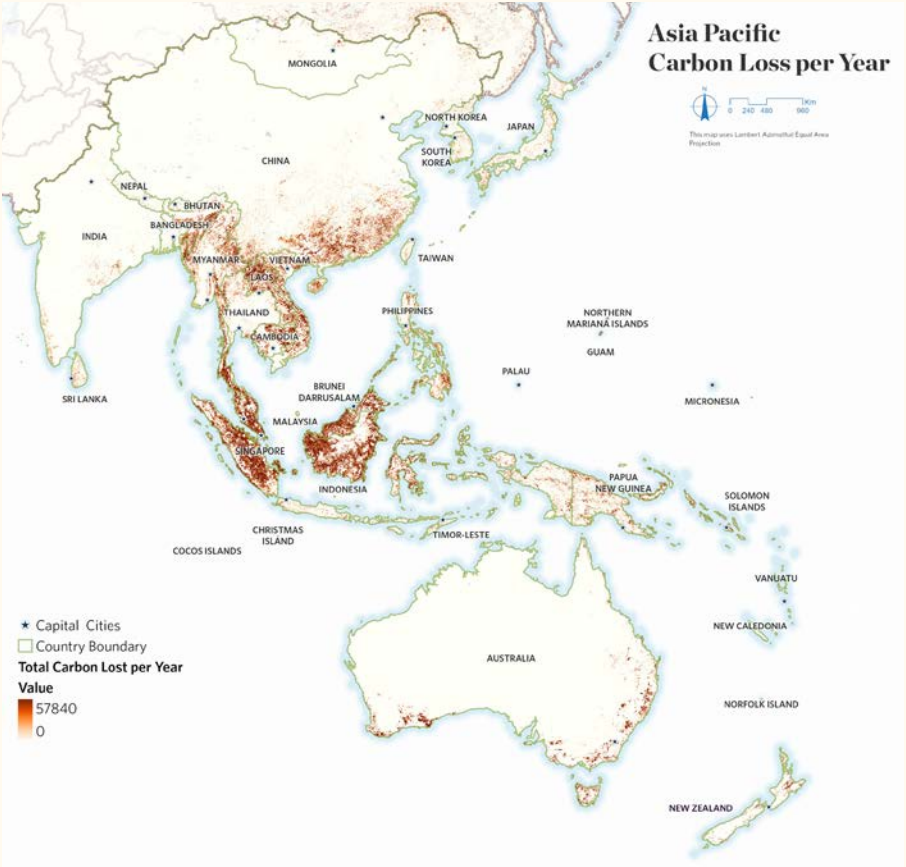 Asia Pacific
Carbon Loss per Year
N
Km
0 240 480 960
This map uses Lambert Azimuthal Equal Area
Projection
MONGOLIA
NORTH KOREA
JAPAN
SOUTH
KOREA
CHINA
NEPAL
BHUTAN
BANGLADESH
INDIA
MYANMAR
VIETNAM
LAOS
TAIWAN
THAILAND
PHILIPPINES
NORTHERN
MARIANA ISLANDS
CAMBODIA
GUAM
PALAU
BRUNEI
DARRUSALAM
SRI LANKA
MICRONESIA
MALAYSIA
SINGAPORE
INDONESIA
PAPUA
NEW GUINEA
SOLOMON
ISLANDS
CHRISTMAS
ISLAND
TIMOR-LESTE
COCOS ISLANDS
VANUATU
NEW CALEDONIA
AUSTRALIA
NORFOLK ISLAND
NEW ZEALAND
Capital Cities
Country Boundary
Total Carbon Lost per Year
Value
57840
0